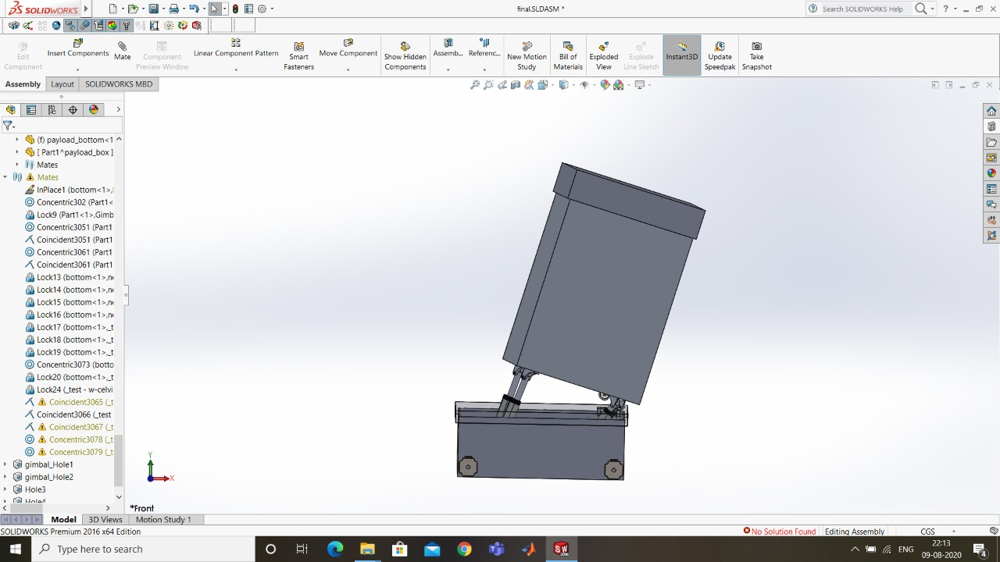 SOLIDWORKS
final.SLDASM *
Search SOLIDWORKS Help
?
Edit Component
Insert Components
Mate
Component Preview Window
Linear Component Pattern
Smart Fasteners
Move Component
Show Hidden Components
Assemb...
Referenc...
New Motion Study
Bill of Materials
Exploded View
Explode Line Sketch
Instant3D
Update Speedpak
Take Snapshot
Assembly
Layout
SOLIDWORKS MBD
(f) payload_bottom<1
[ Part1^payload_box ]
Mates
Mates
InPlace1 (bottom<1>,
Concentric302 (Part1<
Lock9 (Part1<1>,Gimb
Concentric3051 (Part1
Coincident3051 (Part1
Concentric3061 (Part1
Coincident3061 (Part1
Lock13 (bottom<1>,ne
Lock14 (bottom<1>,ne
Lock15 (bottom<1>,ne
Lock16 (bottom<1>,ne
Lock17 (bottom<1>,_t
Lock18 (bottom<1>,_t
Lock19 (bottom<1>,_t
Concentric3073 (botto
Lock20 (bottom<1>,_t
Lock24 (_test - w-celvi
Coincident3065 (_t
Coincident3066 (_test
Coincident3067 (_t
Concentric3078 (_t
Concentric3079 (_t
gimbal_Hole1
gimbal_Hole2
Hole3
Hole4
Y
X
*Front
Model
3D Views
Motion Study 1
SOLIDWORKS Premium 2016 x64 Edition
No Solution Found
Editing Assembly
CGS
Type here to search
SW
2016
ENG
22:13
09-08-2020
4